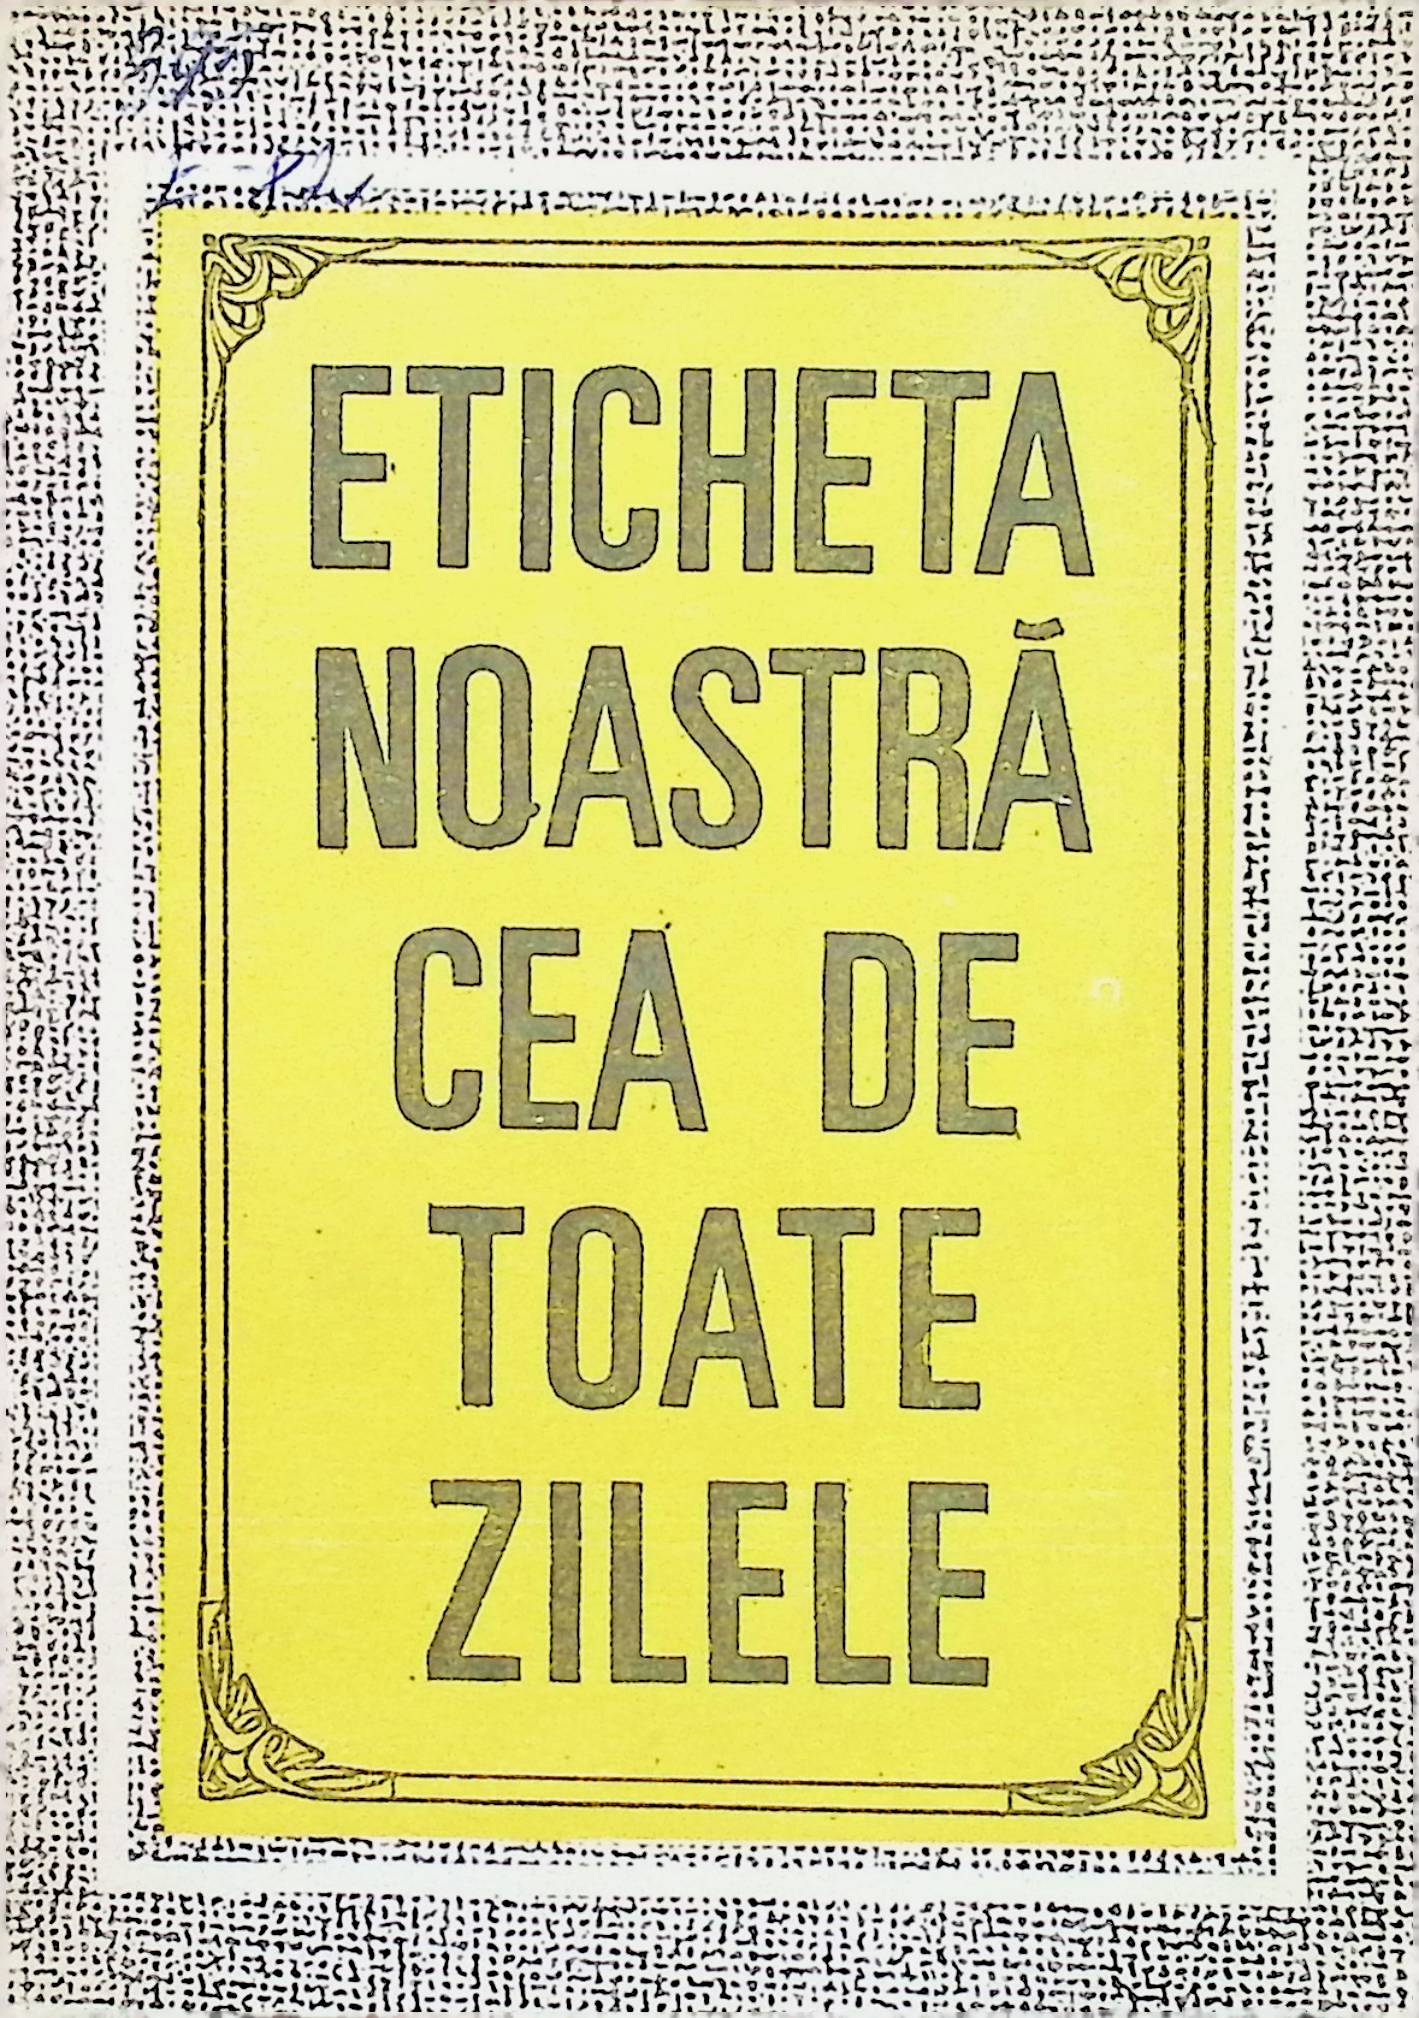 ETICHETA
NOASTRĂ
CEA DE
TOATE
ZILELE